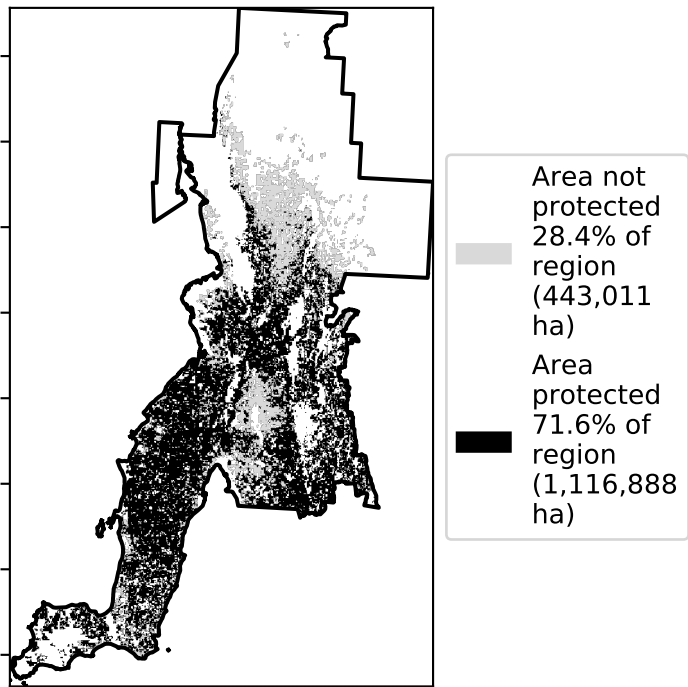 Area not
protected
28.4% of
region
(443,011
ha)
Area
protected
71.6% of
region
(1,116,888
ha)